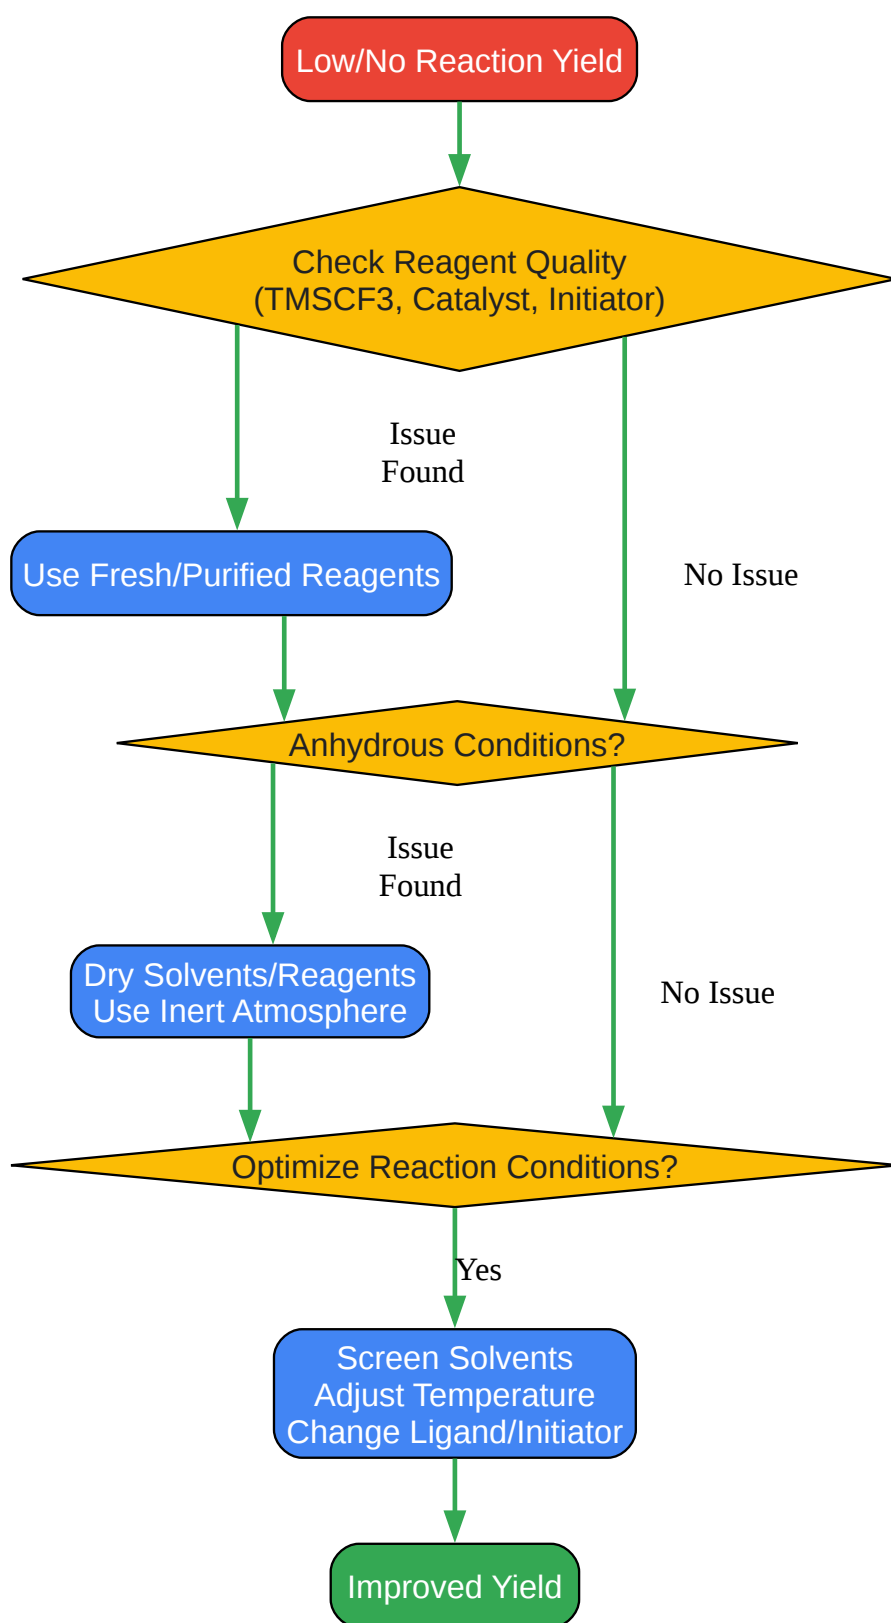 Low/No Reaction Yield
Check Reagent Quality
(TMSCF3, Catalyst, Initiator)
Issue
Found
Use Fresh/Purified Reagents
No Issue
Anhydrous Conditions?
Issue
Found
Dry Solvents/Reagents
Use Inert Atmosphere
No Issue
Optimize Reaction Conditions?
Yes
Screen Solvents
Adjust Temperature
Change Ligand/Initiator
Improved Yield